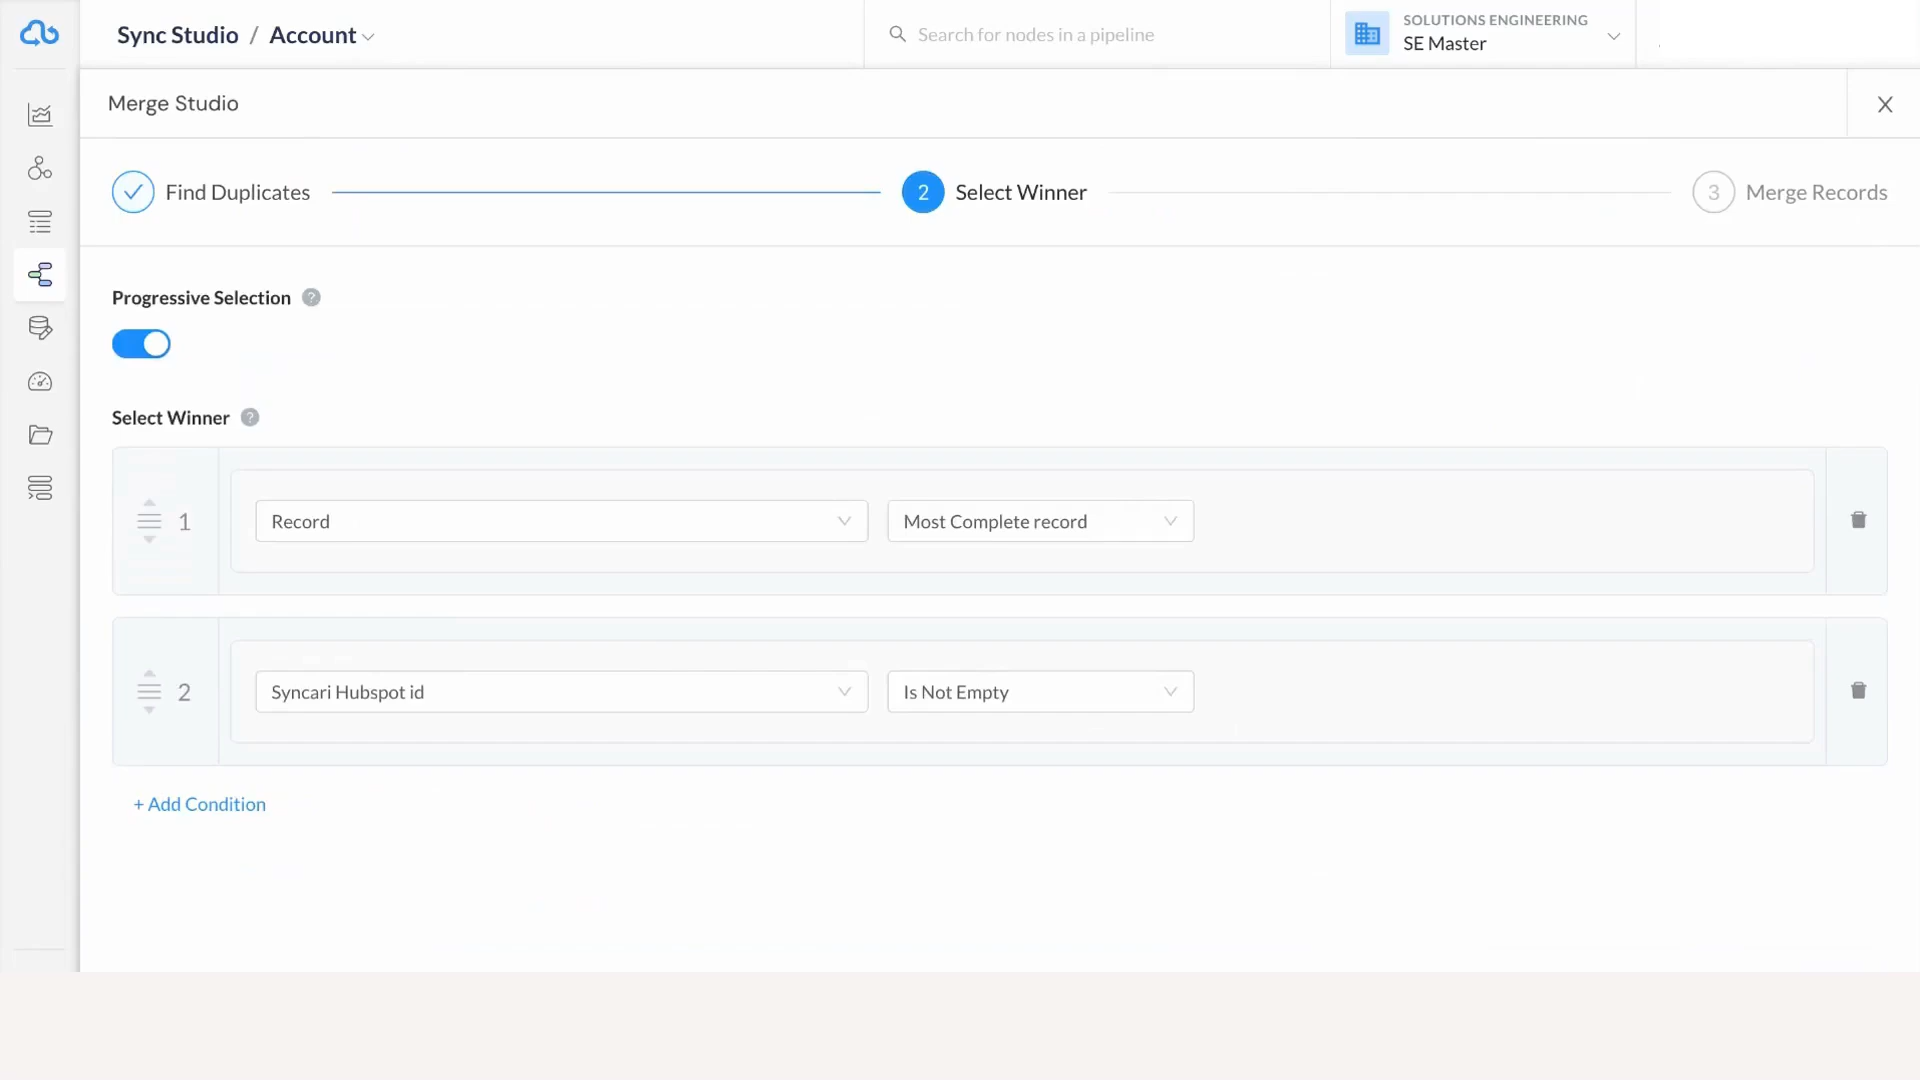 Sync Studio / Account
Search for nodes in a pipeline
SOLUTIONS ENGINEERING
SE Master
Merge Studio
Find Duplicates
2 Select Winner
3 Merge Records
Progressive Selection ?
Select Winner ?
1 Record Most Complete record
2 Syncari Hubspot id Is Not Empty
+ Add Condition